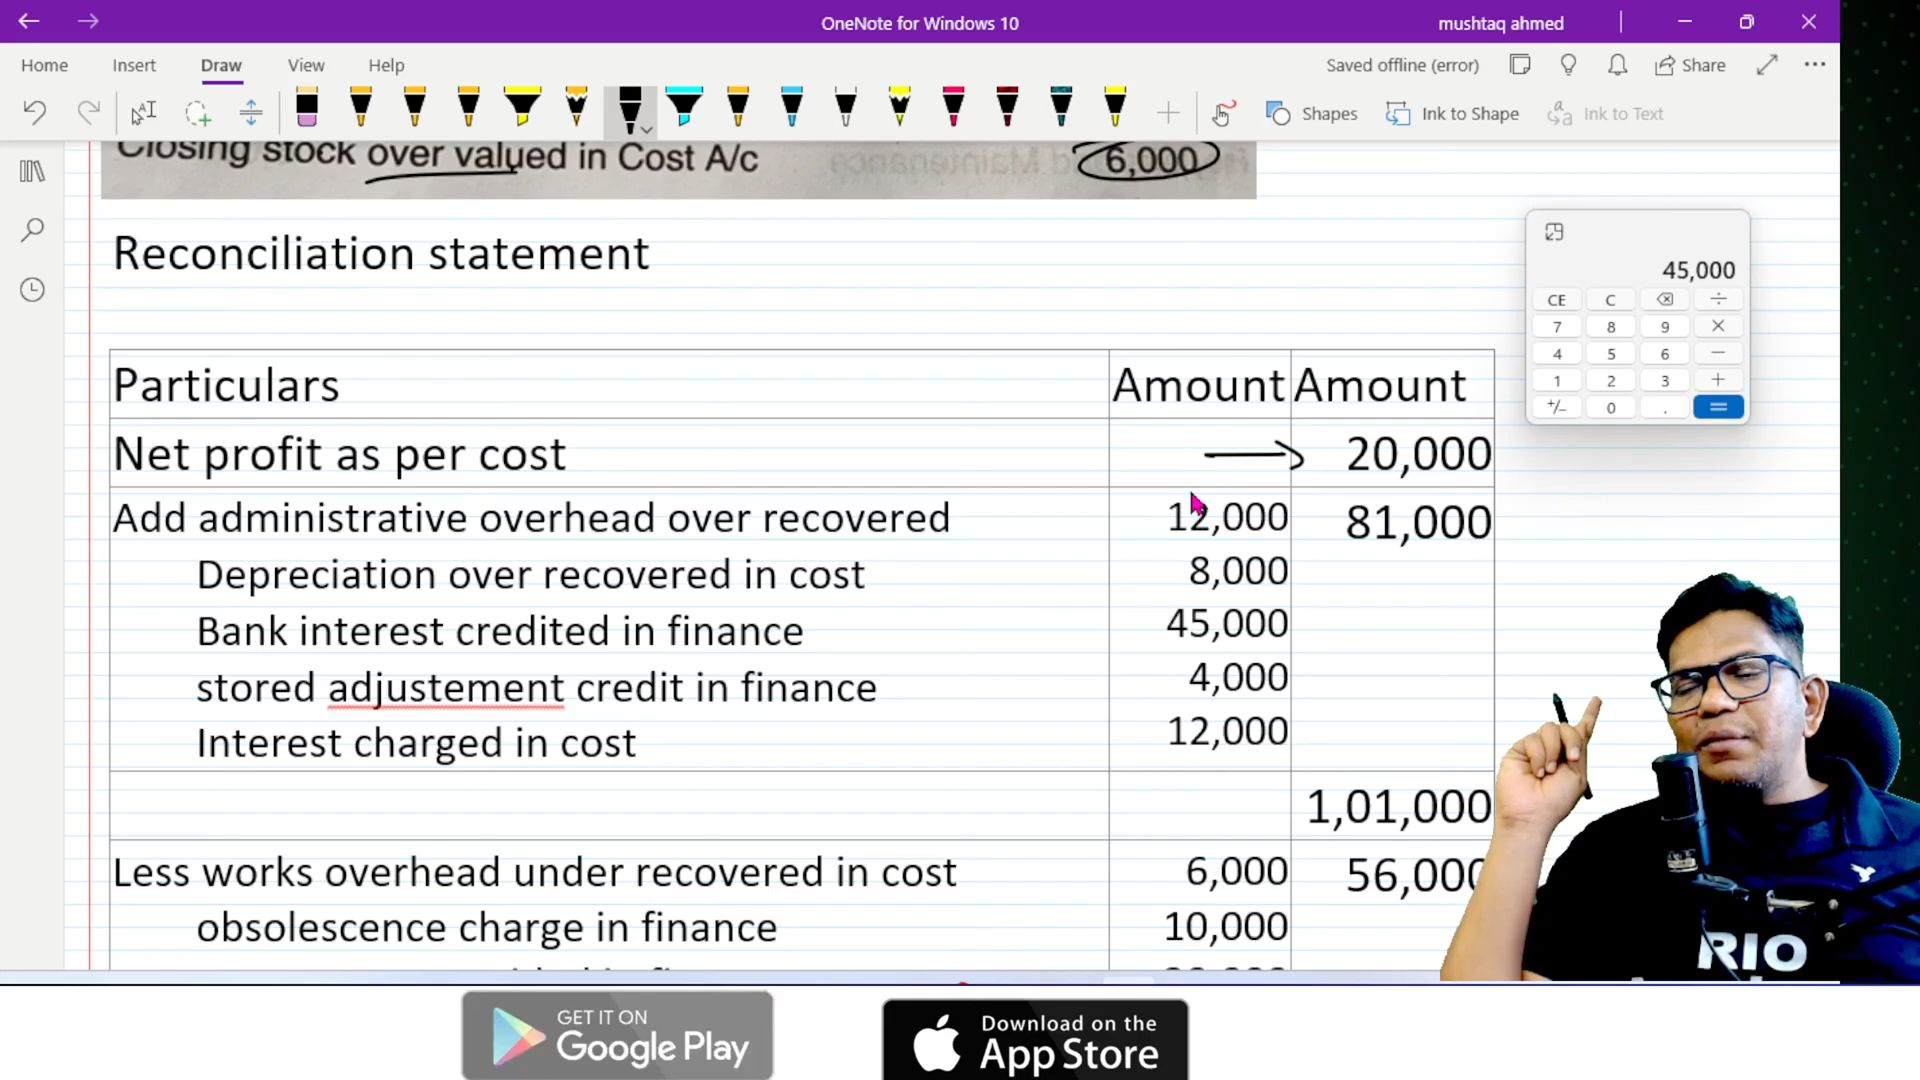 OneNote for Windows 10
mushtaq ahmed
Home Insert Draw View Help
Saved offline (error) Share
Shapes Ink to Shape Ink to Text
Closing stock over valued in Cost A/c 6,000
Reconciliation statement
45,000
CE C ÷
7 8 9 ×
4 5 6 −
1 2 3 +
+/− 0 . =
Particulars Amount Amount
Net profit as per cost 20,000
Add administrative overhead over recovered 12,000 81,000
Depreciation over recovered in cost 8,000
Bank interest credited in finance 45,000
stored adjustement credit in finance 4,000
Interest charged in cost 12,000
1,01,000
Less works overhead under recovered in cost 6,000 56,000
obsolescence charge in finance 10,000
RIO
GET IT ON
Google Play
Download on the
App Store